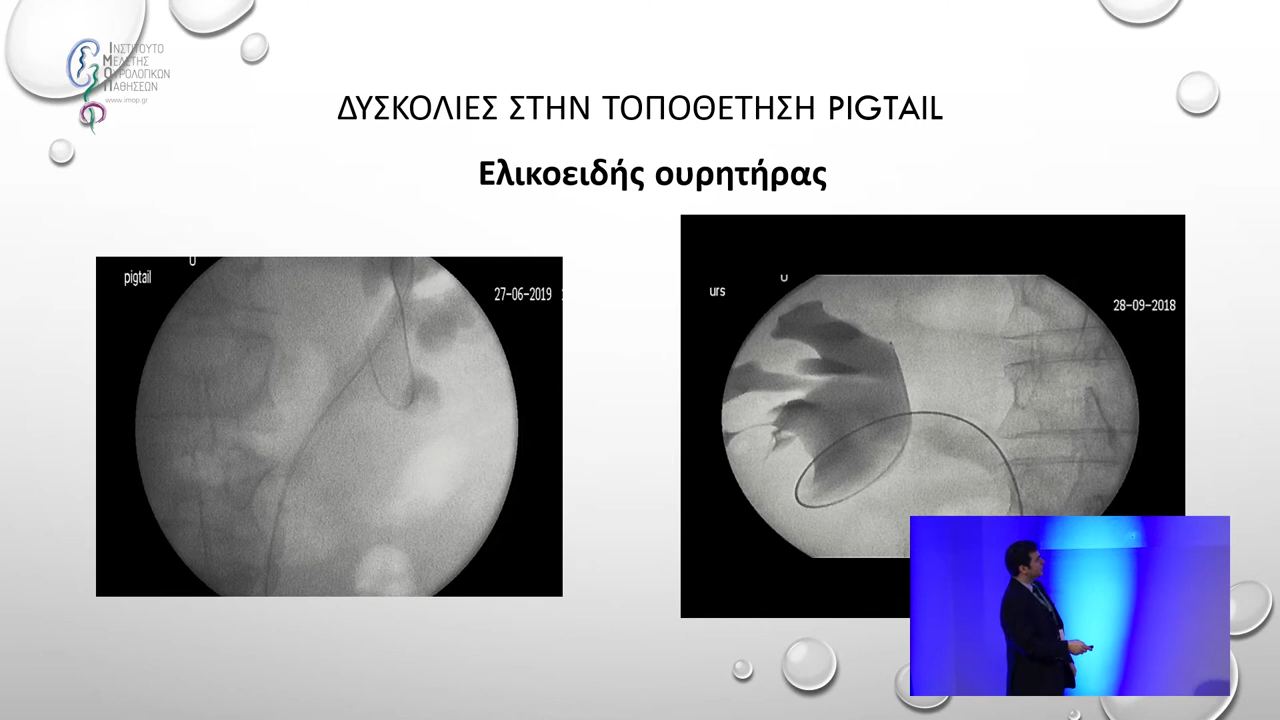 ΙΝΣΤΙΤΟΥΤΟ
ΜΕΛΕΤΗΣ
ΟΥΡΟΛΟΓΙΚΩΝ
ΠΑΘΗΣΕΩΝ
www.imop.gr
ΔΥΣΚΟΛΙΕΣ ΣΤΗΝ ΤΟΠΟΘΕΤΗΣΗ PIGTAIL
Ελικοειδής ουρητήρας
pigtail
27-06-2019
urs
28-09-2018